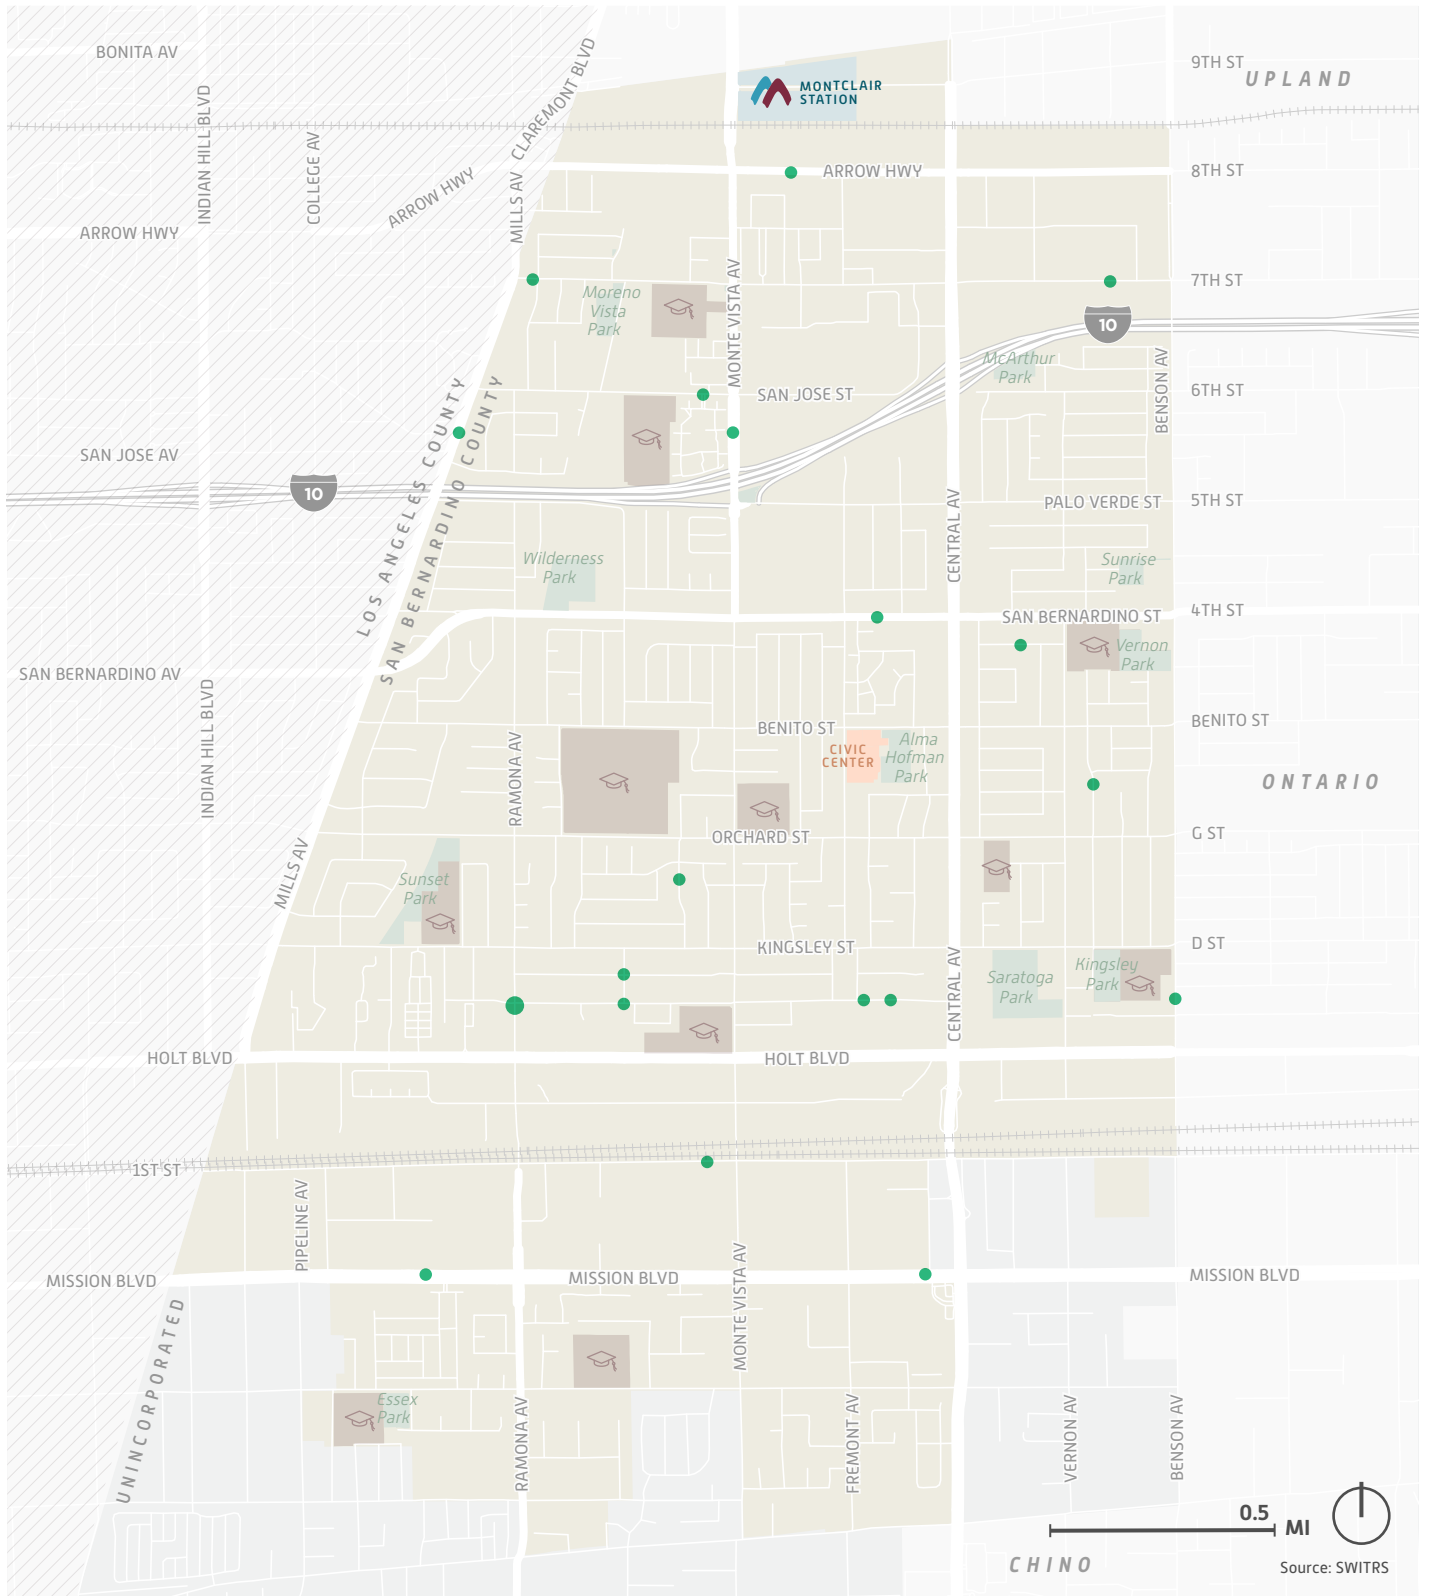 BONITA AV
9TH ST
UPLAND
MONTCLAIR
STATION
INDIAN HILL BLVD
COLLEGE AV
CLAREMONT BLVD
MILLS AV
ARROW HWY
ARROW HWY
8TH ST
ARROW HWY
7TH ST
Moreno
Vista
Park
MONTE VISTA AV
10
McArthur
Park
BENSON AV
SAN JOSE ST
6TH ST
LOS ANGELES COUNTY
SAN BERNARDINO COUNTY
SAN JOSE AV
10
PALO VERDE ST
5TH ST
CENTRAL AV
Wilderness
Park
Sunrise
Park
SAN BERNARDINO ST
4TH ST
Vernon
Park
SAN BERNARDINO AV
INDIAN HILL BLVD
BENITO ST
BENITO ST
RAMONA AV
CIVIC
CENTER
Alma
Hofman
Park
ONTARIO
ORCHARD ST
G ST
MILLS AV
Sunset
Park
KINGSLEY ST
D ST
CENTRAL AV
Saratoga
Park
Kingsley
Park
HOLT BLVD
HOLT BLVD
1ST ST
PIPELINE AV
MISSION BLVD
MISSION BLVD
MISSION BLVD
MONTE VISTA AV
UNINCORPORATED
Essex
Park
RAMONA AV
FREMONT AV
VERNON AV
BENSON AV
0.5
MI
CHINO
Source: SWITRS